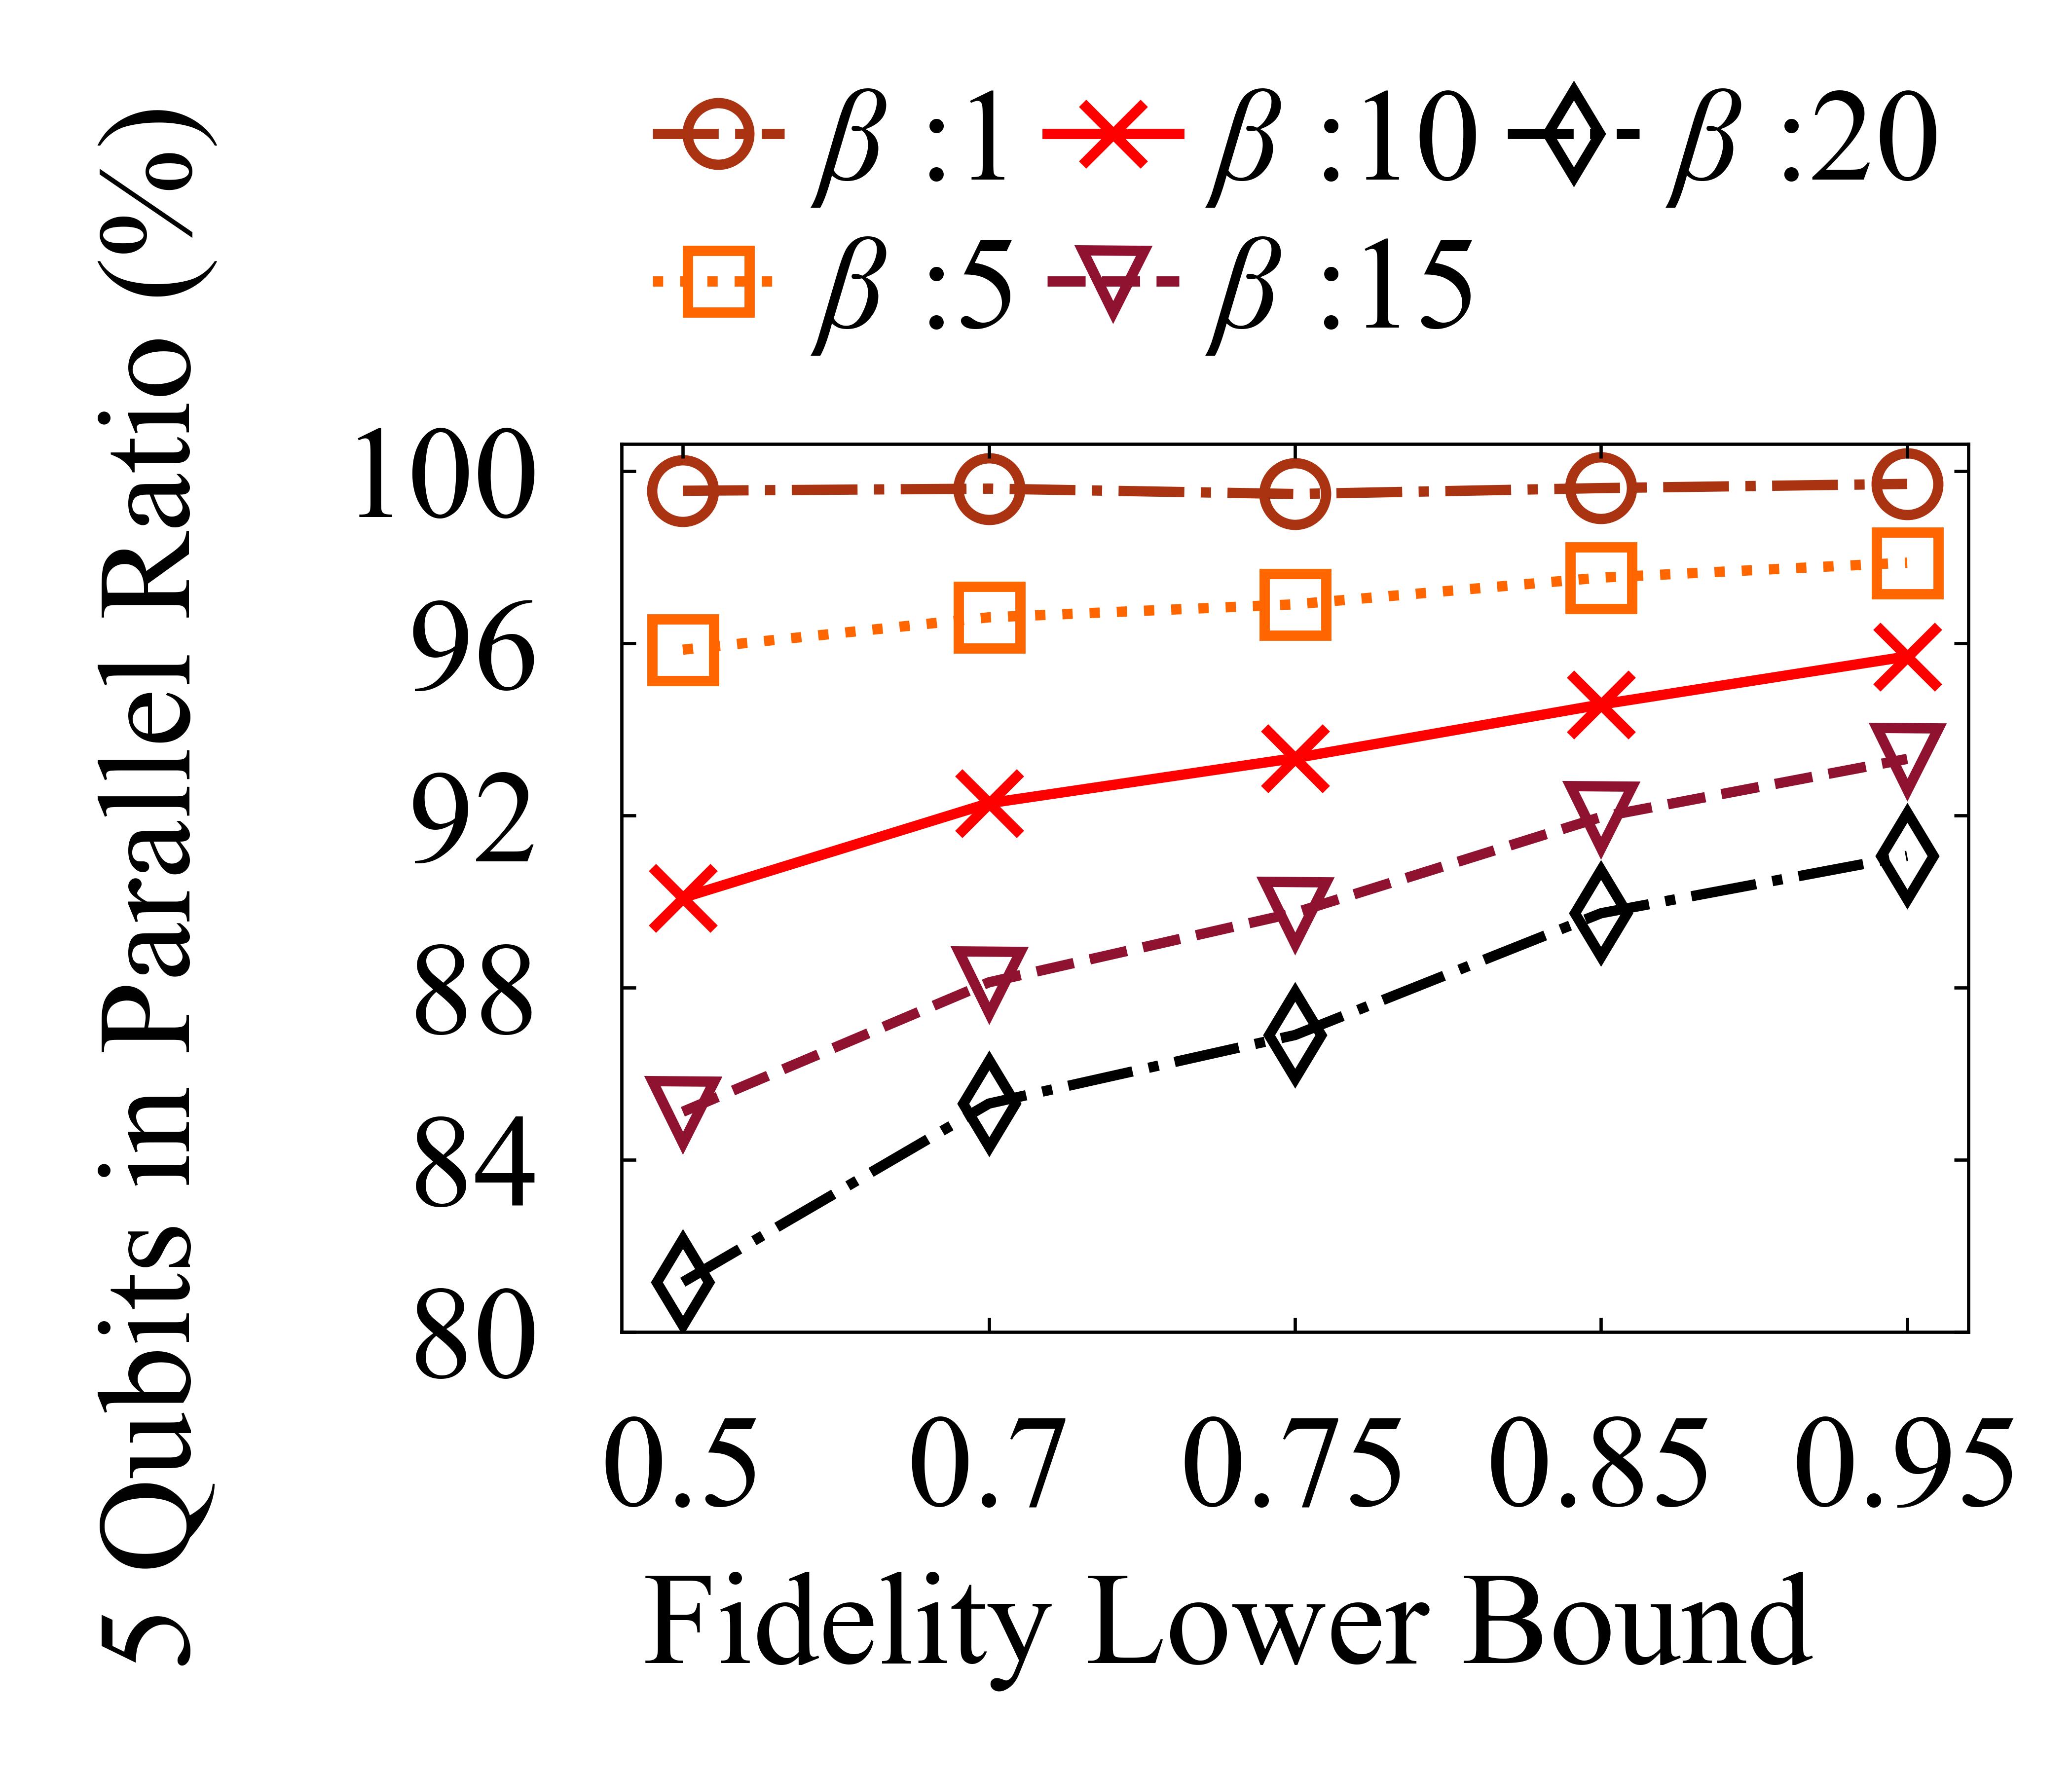 β :1 β :10 β :20
β :5 β :15
5 Qubits in Parallel Ratio (%)
100
96
92
88
84
80
0.5 0.7 0.75 0.85 0.95
Fidelity Lower Bound